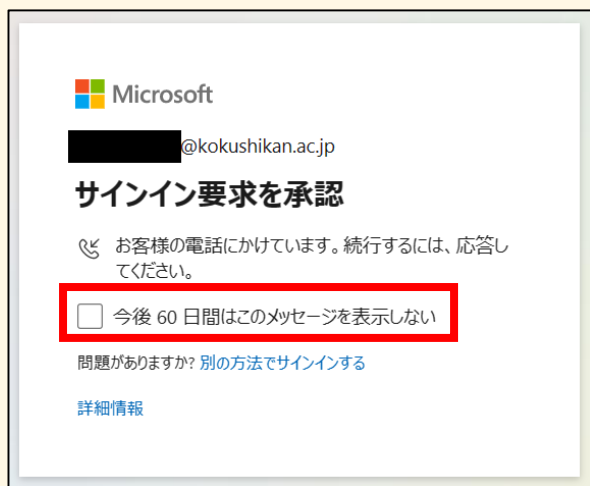 Microsoft
@kokushikan.ac.jp
サインイン要求を承認
お客様の電話にかけています。続行するには、応答し
てください。
今後 60 日間はこのメッセージを表示しない
問題がありますか? 別の方法でサインインする
詳細情報